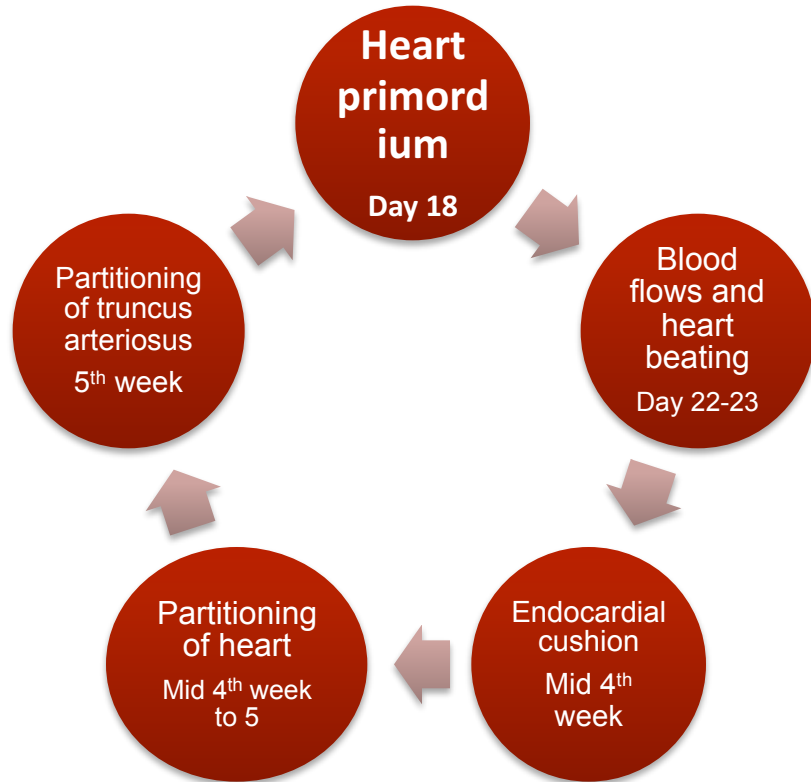 Heart
primord
ium
Day 18
Blood
flows and
heart
beating
Day 22-23
Endocardial
cushion
Mid 4th
week
Partitioning
of heart
Mid 4th week
to 5
Partitioning
of truncus
arteriosus
5th week